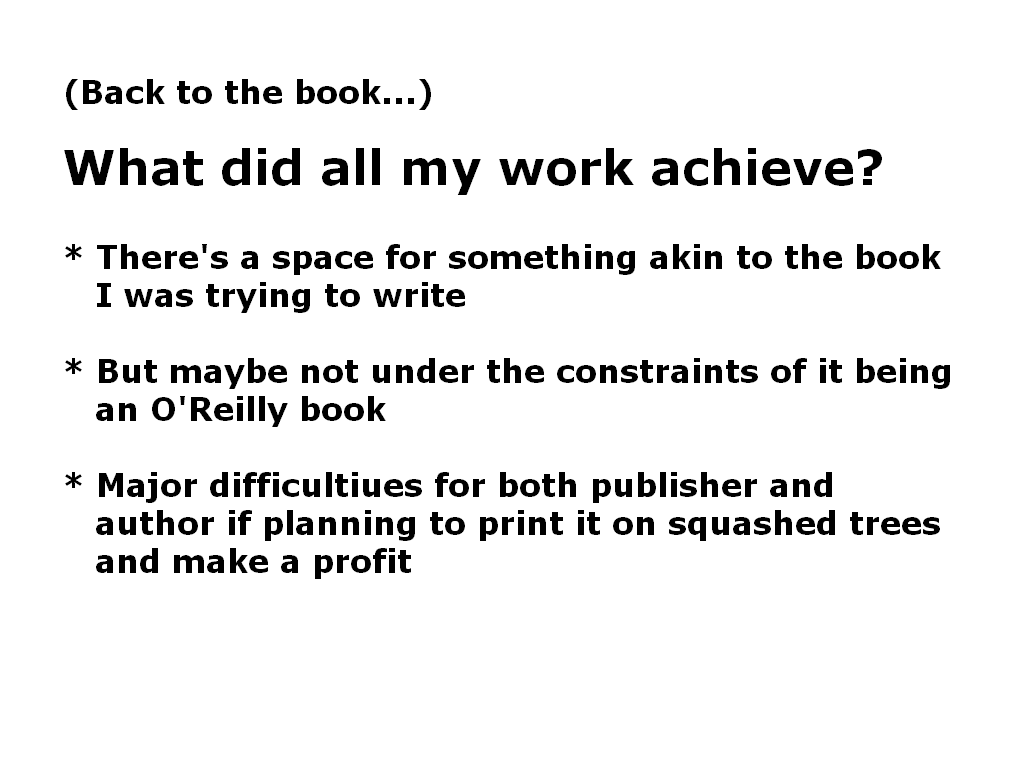 (Back to the book...)
What did all my work achieve?
* There's a space for something akin to the book
I was trying to write
* But maybe not under the constraints of it being
an O'Reilly book
* Major difficultiues for both publisher and
author if planning to print it on squashed trees
and make a profit